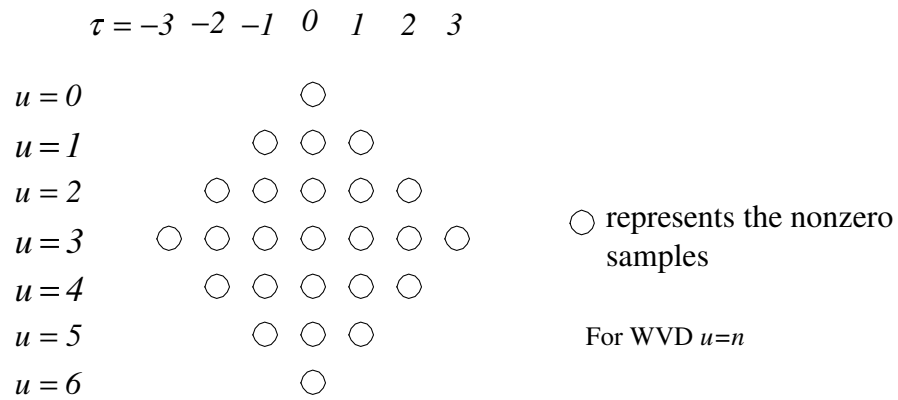 τ = −3 −2 −1 0 1 2 3
u = 0
u = 1
u = 2
u = 3
u = 4
u = 5
u = 6
represents the nonzero
samples
For WVD u=n